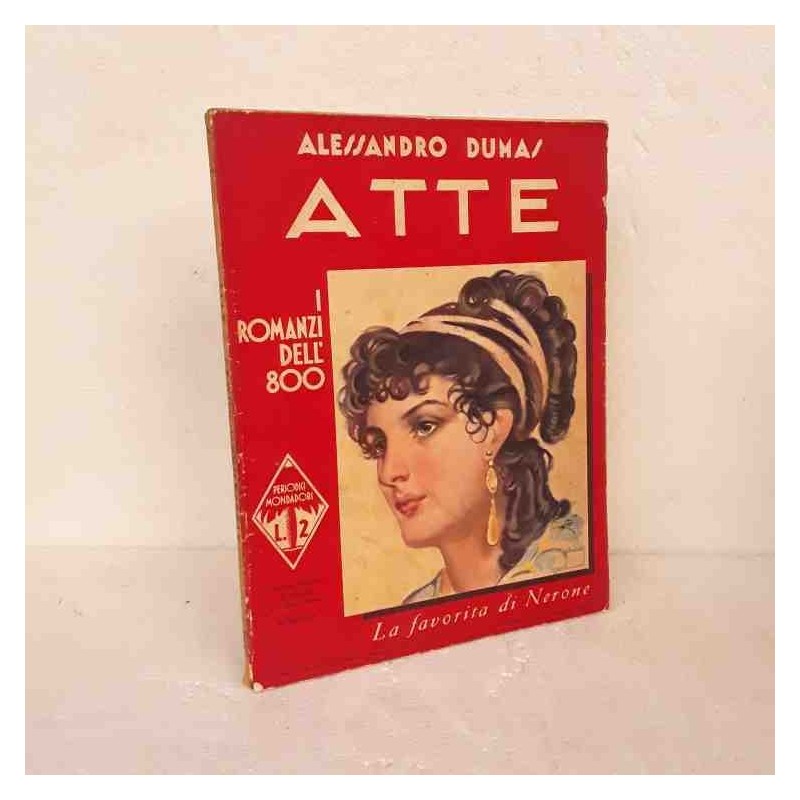 ALESSANDRO DUMAS
ATTE
I
ROMANZI
DELL'
800
PERIODICI
MONDADORI
L. 2
La favorita di Nerone